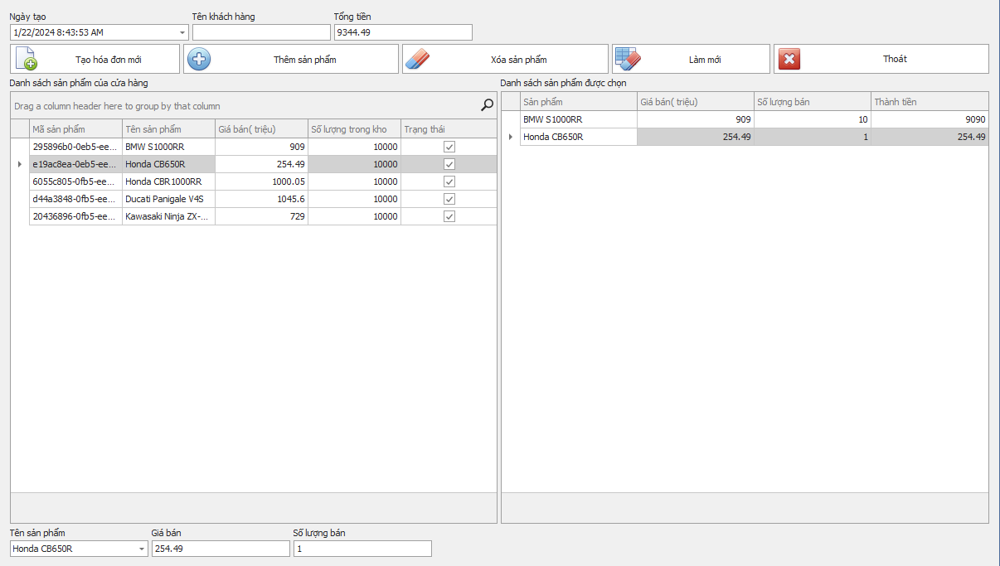 Ngày tạo Tên khách hàng Tổng tiền
1/22/2024 8:43:53 AM 9344.49
Tạo hóa đơn mới Thêm sản phẩm Xóa sản phẩm Làm mới Thoát
Danh sách sản phẩm của cửa hàng
Drag a column header here to group by that column
Mã sản phẩm Tên sản phẩm Giá bán( triệu) Số lượng trong kho Trạng thái
295896b0-0eb5-ee... BMW S1000RR 909 10000
e19ac8ea-0eb5-ee... Honda CB650R 254.49 10000
6055c805-0fb5-ee... Honda CBR1000RR 1000.05 10000
d44a3848-0fb5-ee... Ducati Panigale V4S 1045.6 10000
20436896-0fb5-ee... Kawasaki Ninja ZX-... 729 10000
Danh sách sản phẩm được chọn
Sản phẩm Giá bán( triệu) Số lượng bán Thành tiền
BMW S1000RR 909 10 9090
Honda CB650R 254.49 1 254.49
Tên sản phẩm Giá bán Số lượng bán
Honda CB650R 254.49 1